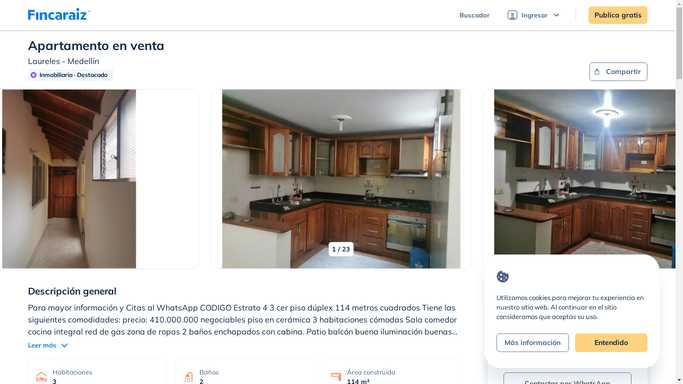 Fincaraiz
Buscador
Ingresar
Publica gratis
Apartamento en venta
Laureles - Medellín
Inmobiliaria - Destacado
Compartir
1 / 23
Descripción general
Para mayor información y Citas al WhatsApp CODIGO Estrato 4 3 cer piso dúplex 114 metros cuadrados Tiene las
siguientes comodidades: precio: 410.000.000 negociables piso en cerámica 3 habitaciones cómodas Sala comedor
cocina integral red de gas zona de ropas 2 baños enchapados con cabina. Patio balcón buena iluminación buenas...
Leer más
Habitaciones
3
Baños
2
Área construida
114 m²
Utilizamos cookies para mejorar tu experiencia en
nuestro sitio web. Al continuar en el sitio
consideramos que aceptas su uso.
Más información
Entendido
Contactar por WhatsApp